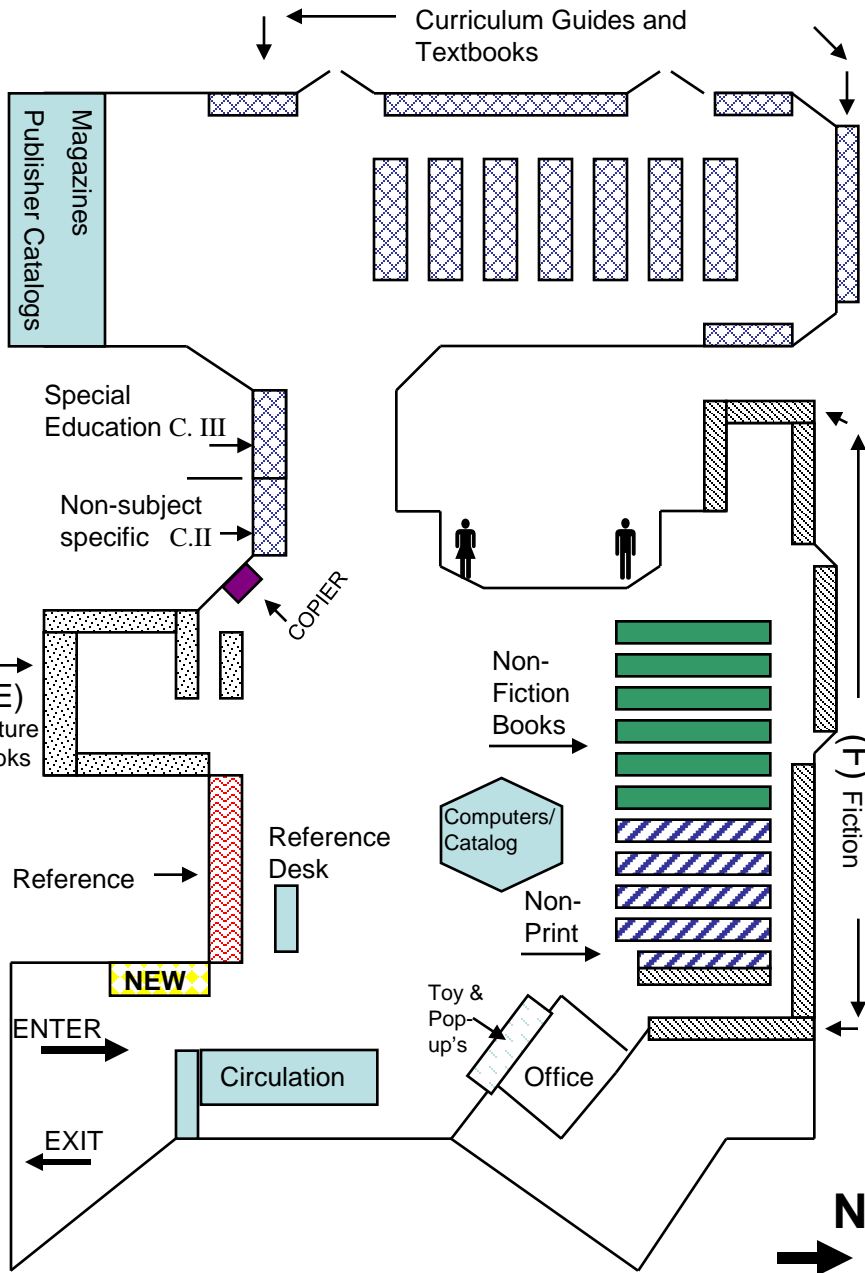 Curriculum Guides and
Textbooks
Magazines
Publisher Catalogs
Special
Education C. III
Non-subject
specific C.II
COPIER
E)
ture
oks
Non-
Fiction
Books
(F) Fiction
Computers/
Catalog
Reference
Desk
Reference
Non-
Print
NEW
Toy &
Pop-
up's
ENTER
Circulation
Office
EXIT
N